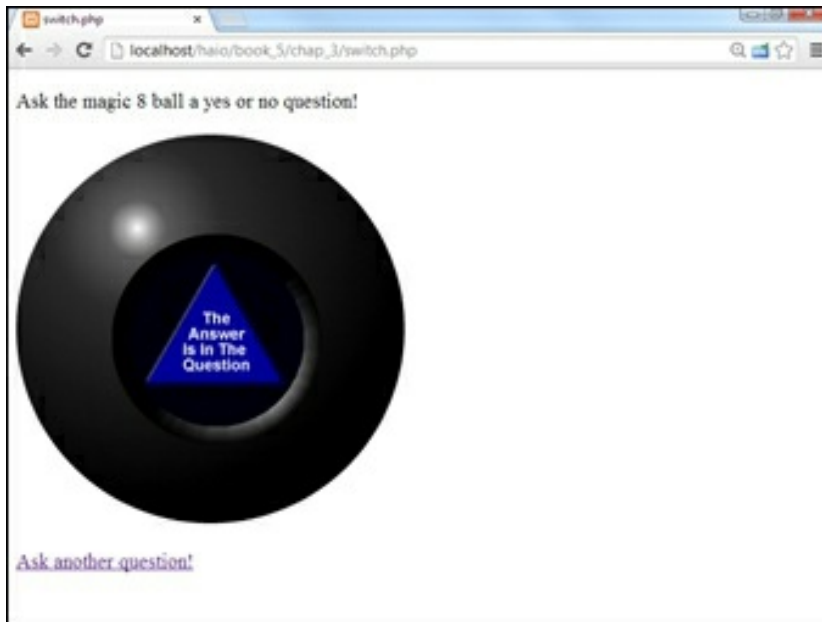 switch.php
localhost/haio/book_5/chap_3/switch.php
Ask the magic 8 ball a yes or no question!
The
Answer
is In The
Question
Ask another question!